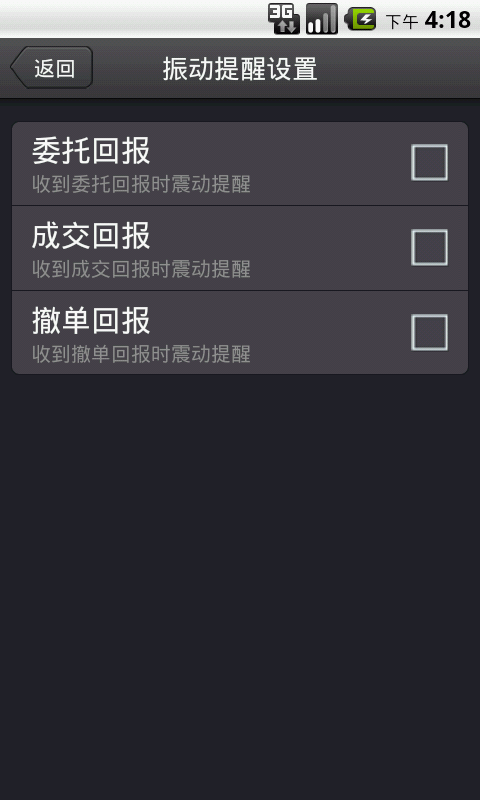 3G 下午 4:18
返回 振动提醒设置
委托回报
收到委托回报时震动提醒
成交回报
收到成交回报时震动提醒
撤单回报
收到撤单回报时震动提醒